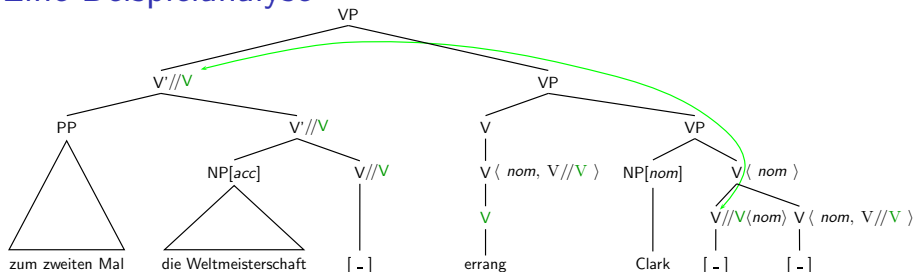 Eine Beispielanalyse
VP
V'//V VP
PP V'//V V VP
NP[acc] V//V V⟨ nom, V//V ⟩ NP[nom] V⟨ nom ⟩
V V//V⟨nom⟩ V⟨ nom, V//V ⟩
zum zweiten Mal die Weltmeisterschaft [ - ] errang Clark [ - ] [ - ]